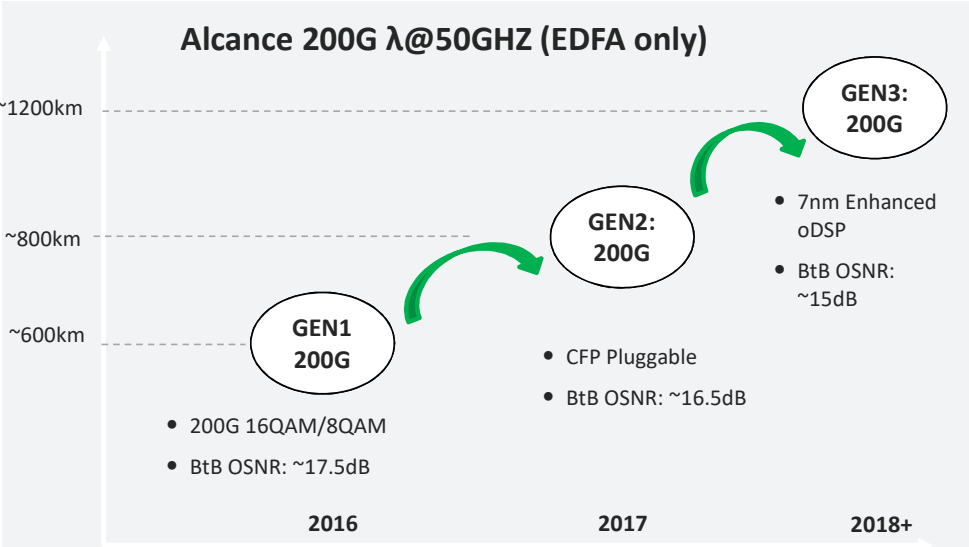 Alcance 200G λ@50GHZ (EDFA only)
~1200km
GEN3:
200G
• 7nm Enhanced
oDSP
• BtB OSNR:
~15dB
~800km
GEN2:
200G
• CFP Pluggable
• BtB OSNR: ~16.5dB
~600km
GEN1
200G
• 200G 16QAM/8QAM
• BtB OSNR: ~17.5dB
2016
2017
2018+